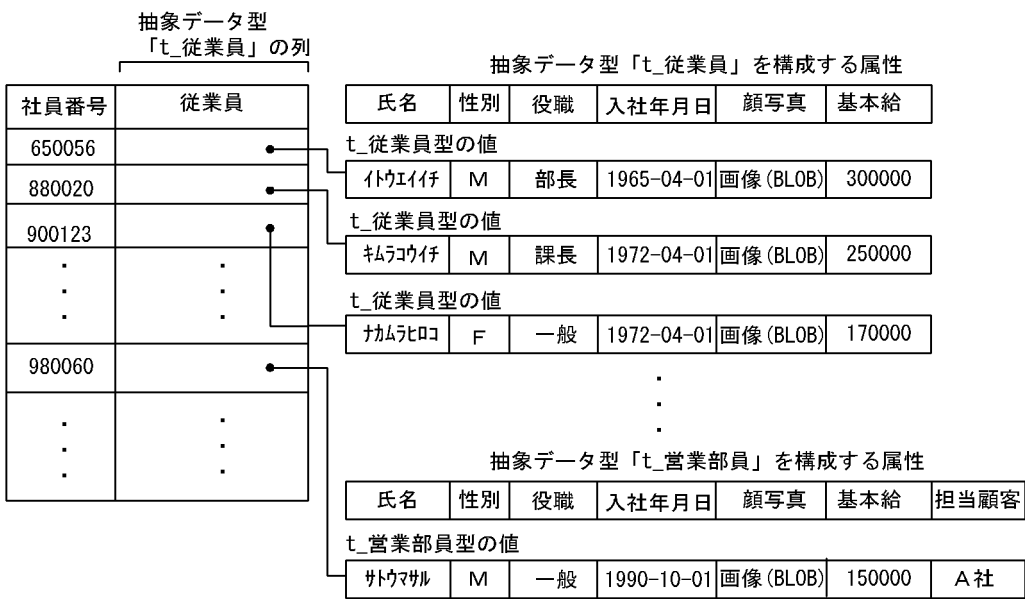 抽象データ型
「t_従業員」の列
社員番号 従業員
650056
880020
900123
980060
抽象データ型「t_従業員」を構成する属性
氏名 性別 役職 入社年月日 顔写真 基本給
t_従業員型の値
ｲﾄｳｴｲｲﾁ M 部長 1965-04-01 画像(BLOB) 300000
t_従業員型の値
ｷﾑﾗｺｳｲﾁ M 課長 1972-04-01 画像(BLOB) 250000
t_従業員型の値
ﾅｶﾑﾗﾋﾛｺ F 一般 1972-04-01 画像(BLOB) 170000
抽象データ型「t_営業部員」を構成する属性
氏名 性別 役職 入社年月日 顔写真 基本給 担当顧客
t_営業部員型の値
ｻﾄｳﾏｻﾙ M 一般 1990-10-01 画像(BLOB) 150000 A社